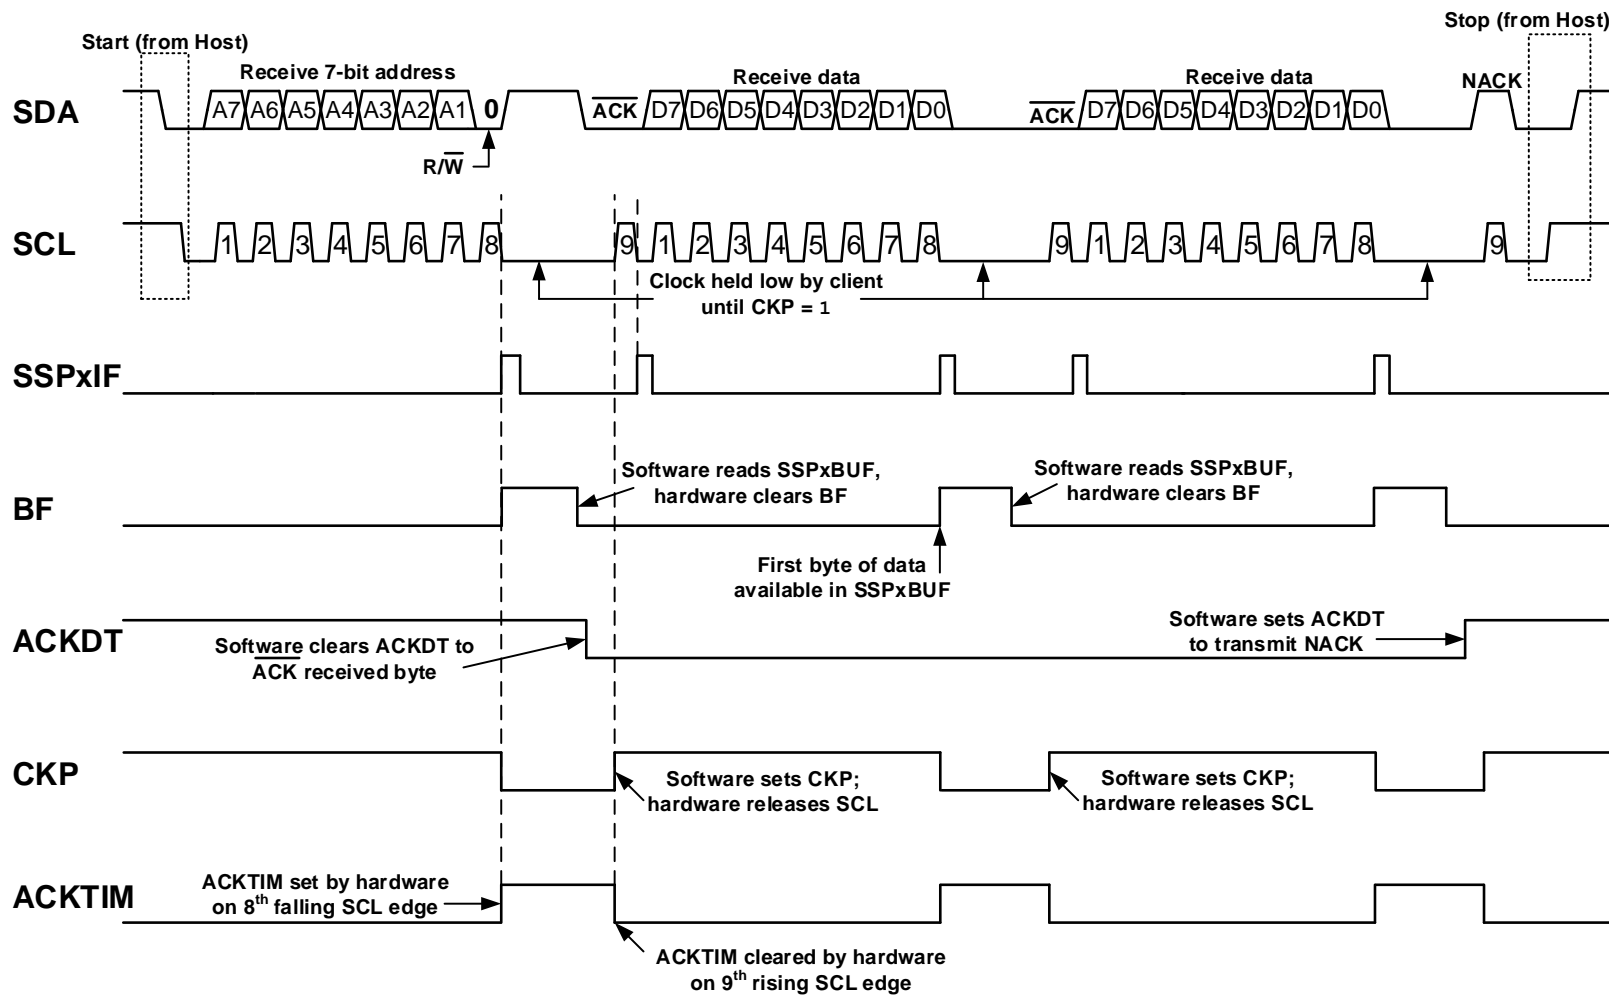 Start (from Host)
Stop (from Host)
Receive 7-bit address
Receive data
Receive data
NACK
SDA
A7 A6 A5 A4 A3 A2 A1 0
ACK
D7 D6 D5 D4 D3 D2 D1 D0
ACK
D7 D6 D5 D4 D3 D2 D1 D0
R/W
SCL
1 2 3 4 5 6 7 8 9 1 2 3 4 5 6 7 8 9 1 2 3 4 5 6 7 8 9
Clock held low by client
until CKP = 1
SSPxIF
BF
Software reads SSPxBUF,
hardware clears BF
Software reads SSPxBUF,
hardware clears BF
First byte of data
available in SSPxBUF
ACKDT
Software clears ACKDT to
ACK received byte
Software sets ACKDT
to transmit NACK
CKP
Software sets CKP;
hardware releases SCL
Software sets CKP;
hardware releases SCL
ACKTIM
ACKTIM set by hardware
on 8th falling SCL edge
ACKTIM cleared by hardware
on 9th rising SCL edge